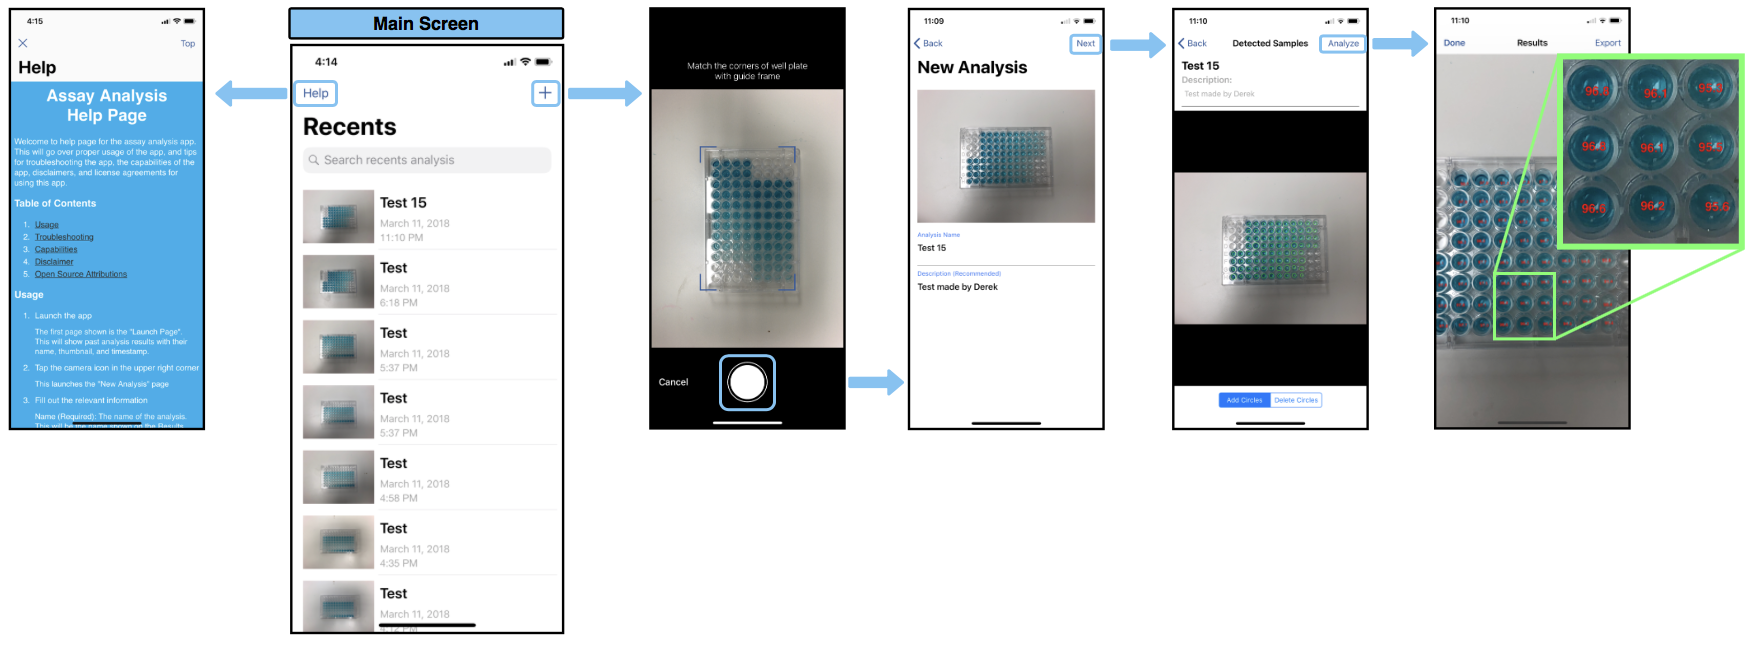 4:15
Top
Help
Assay Analysis
Help Page
Welcome to help page for the assay analysis app.
This will go over proper usage of the app, and tips
for troubleshooting the app, the capabilities of the
app, disclaimers, and license agreements for
using this app.
Table of Contents
1. Usage
2. Troubleshooting
3. Capabilities
4. Disclaimer
5. Open Source Attributions
Usage
1. Launch the app
The first page shown is the "Launch Page".
This will show past analysis results with their
name, thumbnail, and timestamp.
2. Tap the camera icon in the upper right corner
This launches the "New Analysis" page
3. Fill out the relevant information
Name (Required): The name of the analysis.
This will be the name shown on the Results
Main Screen
4:14
Help
+
Recents
Search recents analysis
Test 15
March 11, 2018
11:10 PM
Test
March 11, 2018
6:18 PM
Test
March 11, 2018
5:37 PM
Test
March 11, 2018
5:37 PM
Test
March 11, 2018
4:58 PM
Test
March 11, 2018
4:35 PM
Test
March 11, 2018
4:12 PM
Match the corners of well plate
with guide frame
Cancel
11:09
Back
Next
New Analysis
Analysis Name
Test 15
Description (Recommended)
Test made by Derek
11:10
Back
Detected Samples
Analyze
Test 15
Description:
Test made by Derek
Add Circles
Delete Circles
11:10
Done
Results
Export
96.1
96.1
96.6
96.2
95.6